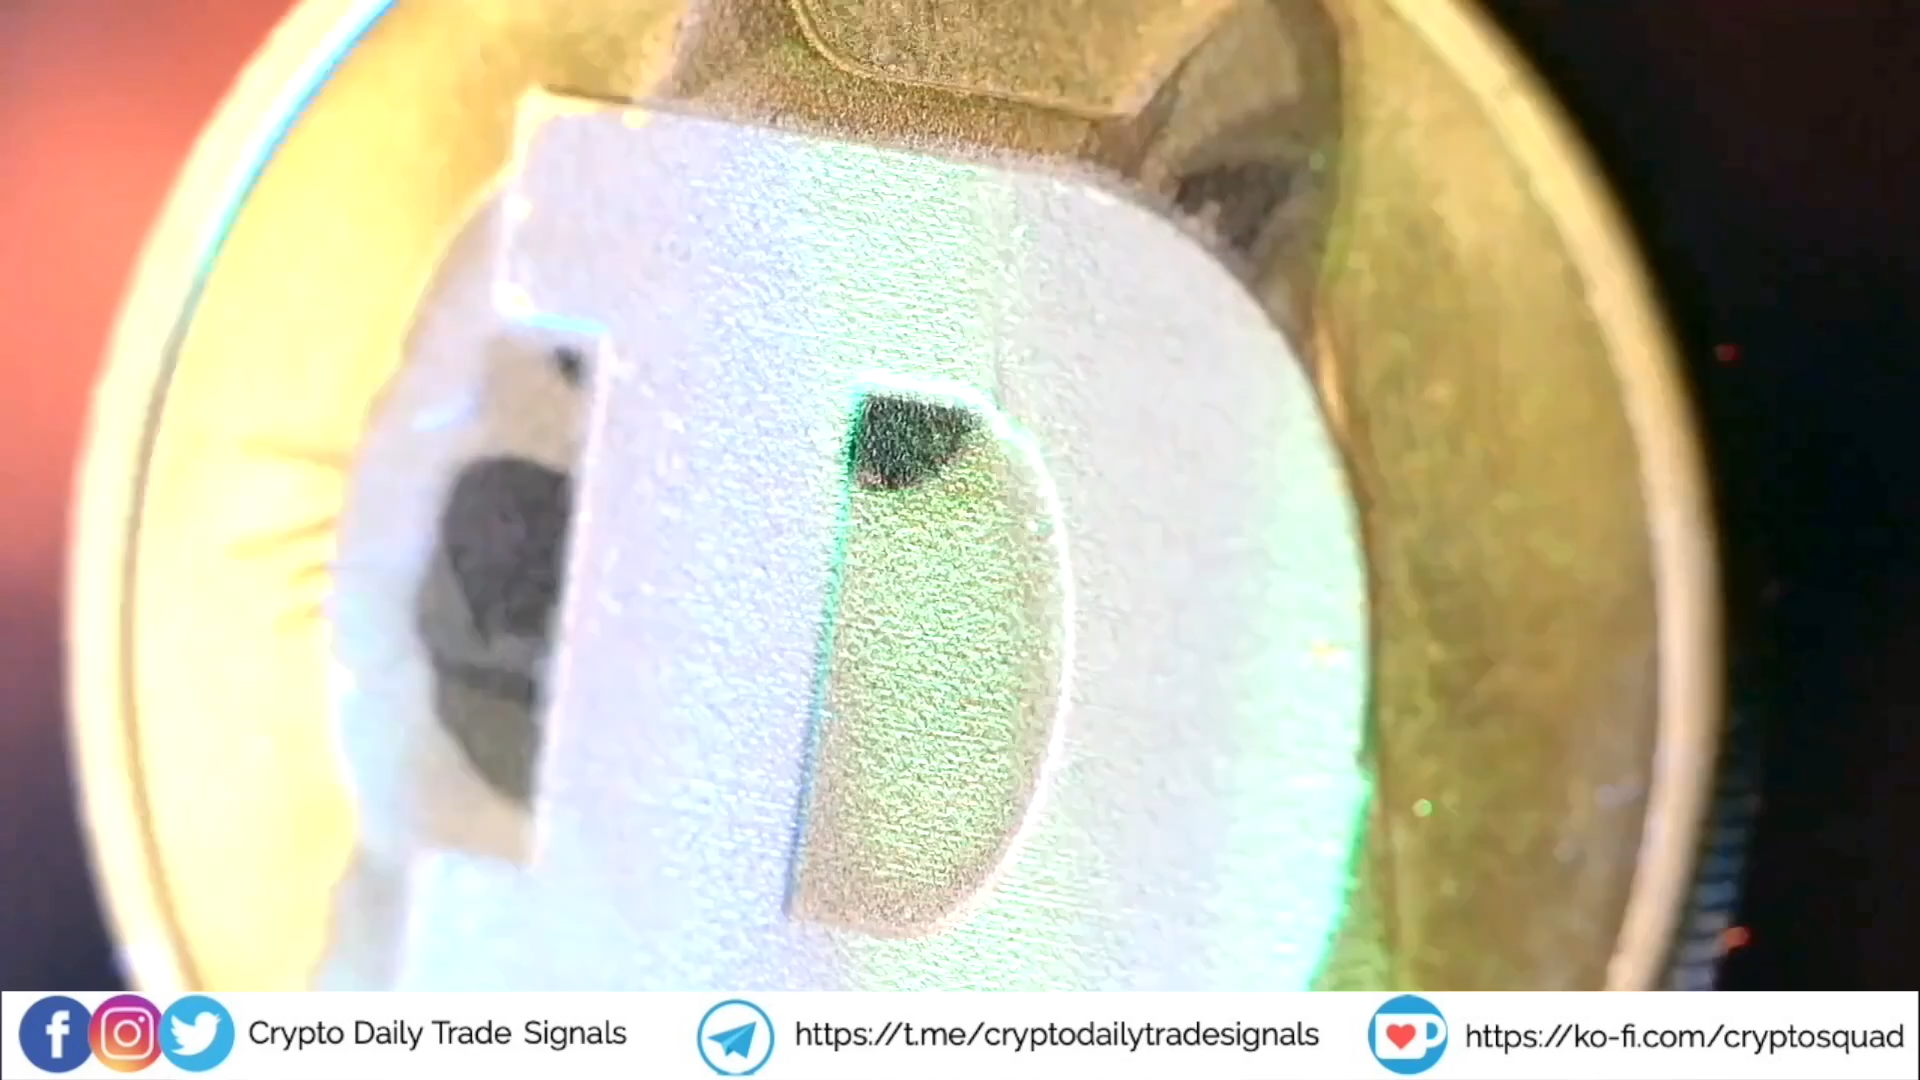 Crypto Daily Trade Signals
https://t.me/cryptodailytradesignals
https://ko-fi.com/cryptosquad